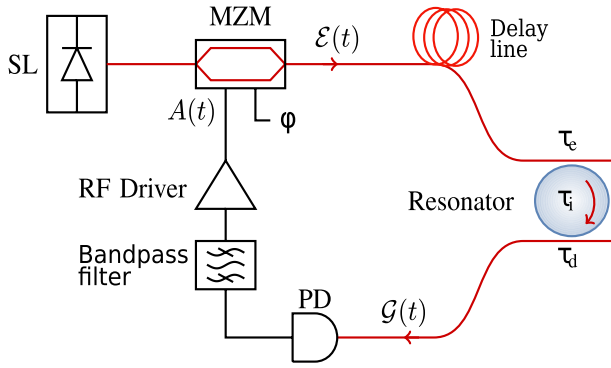 MZM
SL
ℰ(t)
Delay
line
A(t)
φ
τe
RF Driver
Resonator
τi
Bandpass
filter
τd
PD
𝒢(t)